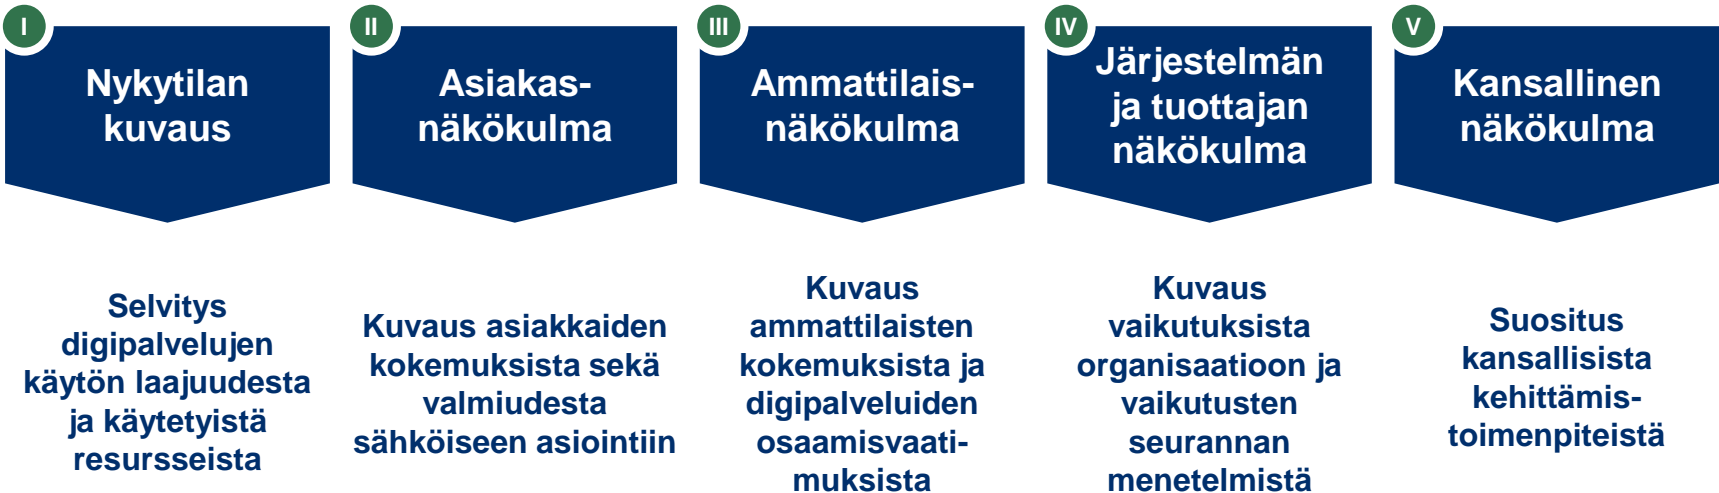 I
Nykytilan
kuvaus
Selvitys
digipalvelujen
käytön laajuudesta
ja käytetyistä
resursseista
II
Asiakas-
näkökulma
Kuvaus asiakkaiden
kokemuksista sekä
valmiudesta
sähköiseen asiointiin
III
Ammattilais-
näkökulma
Kuvaus
ammattilaisten
kokemuksista ja
digipalveluiden
osaamisvaati-
muksista
IV
Järjestelmän
ja tuottajan
näkökulma
Kuvaus
vaikutuksista
organisaatioon ja
vaikutusten
seurannan
menetelmistä
V
Kansallinen
näkökulma
Suositus
kansallisista
kehittämis-
toimenpiteistä